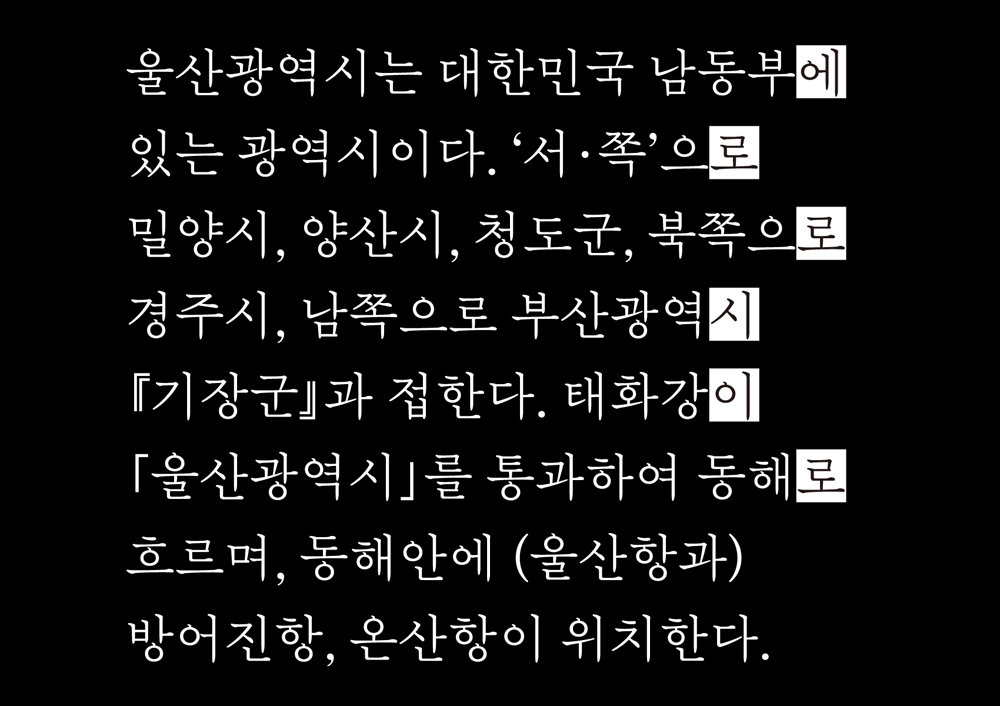 울산광역시는 대한민국 남동부에
있는 광역시이다. ‘서·쪽’으로
밀양시, 양산시, 청도군, 북쪽으로
경주시, 남쪽으로 부산광역시
『기장군』과 접한다. 태화강이
「울산광역시」를 통과하여 동해로
흐르며, 동해안에 (울산항과)
방어진항, 온산항이 위치한다.